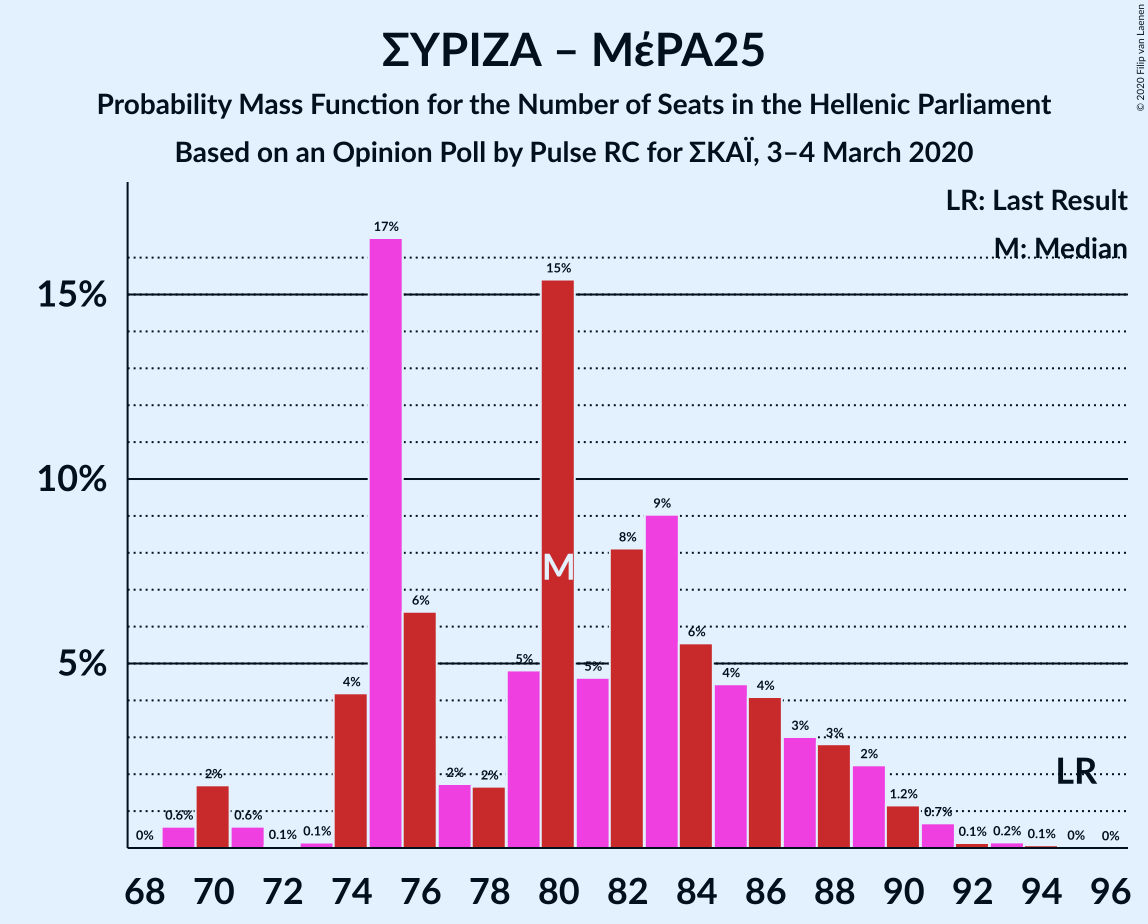 ΣΥΡΙΖΑ – ΜέΡΑ25
Probability Mass Function for the Number of Seats in the Hellenic Parliament
Based on an Opinion Poll by Pulse RC for ΣΚΑΪ, 3–4 March 2020
© 2020 Filip van Laenen
LR: Last Result
M: Median
15%
10%
5%
0% 0.6% 2% 0.6% 0.1% 0.1% 4% 17% 6% 2% 2% 5% 15% 5% 8% 9% 6% 4% 4% 3% 3% 2% 1.2% 0.7% 0.1% 0.2% 0.1% 0% 0%
M
LR
68 70 72 74 76 78 80 82 84 86 88 90 92 94 96